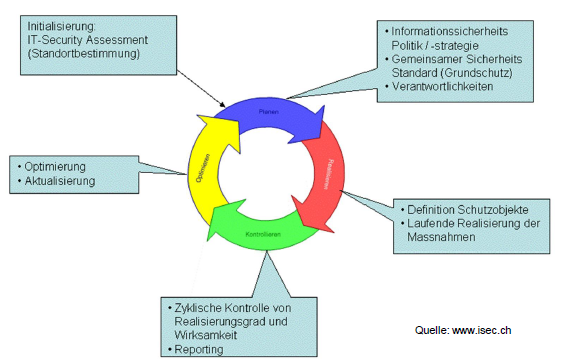 Initialisierung:
IT-Security Assessment
(Standortbestimmung)
• Informationssicherheits
Politik / -strategie
• Gemeinsamer Sicherheits
Standard (Grundschutz)
• Verantwortlichkeiten
Planen
Realisieren
Kontrollieren
Optimieren
• Optimierung
• Aktualisierung
• Definition Schutzobjekte
• Laufende Realisierung der
Massnahmen
• Zyklische Kontrolle von
Realisierungsgrad und
Wirksamkeit
• Reporting
Quelle: www.isec.ch